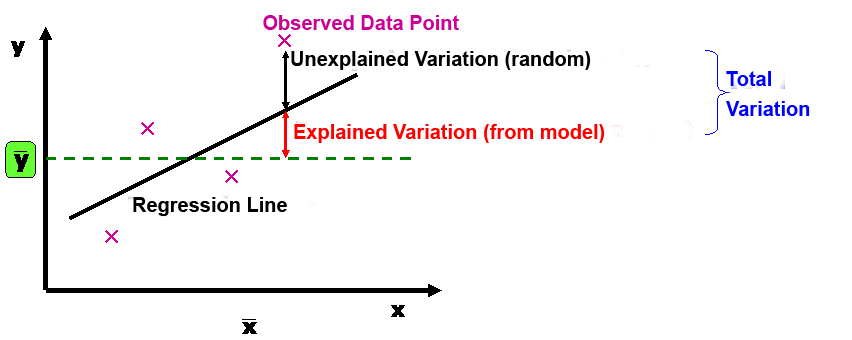 Observed Data Point
y
Unexplained Variation (random)
Total
Variation
Explained Variation (from model)
y̅
Regression Line
x
x̅